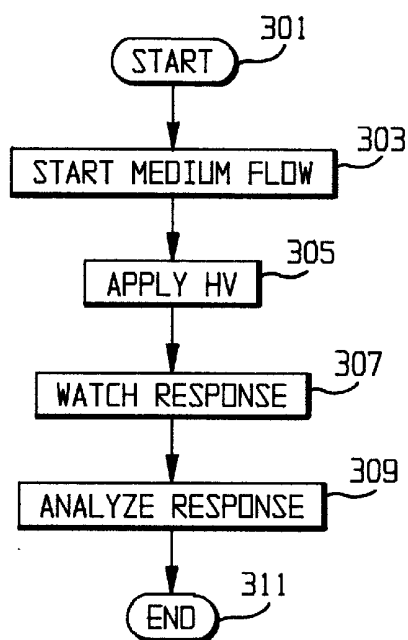 301
START
303
START MEDIUM FLOW
305
APPLY HV
307
WATCH RESPONSE
309
ANALYZE RESPONSE
311
END